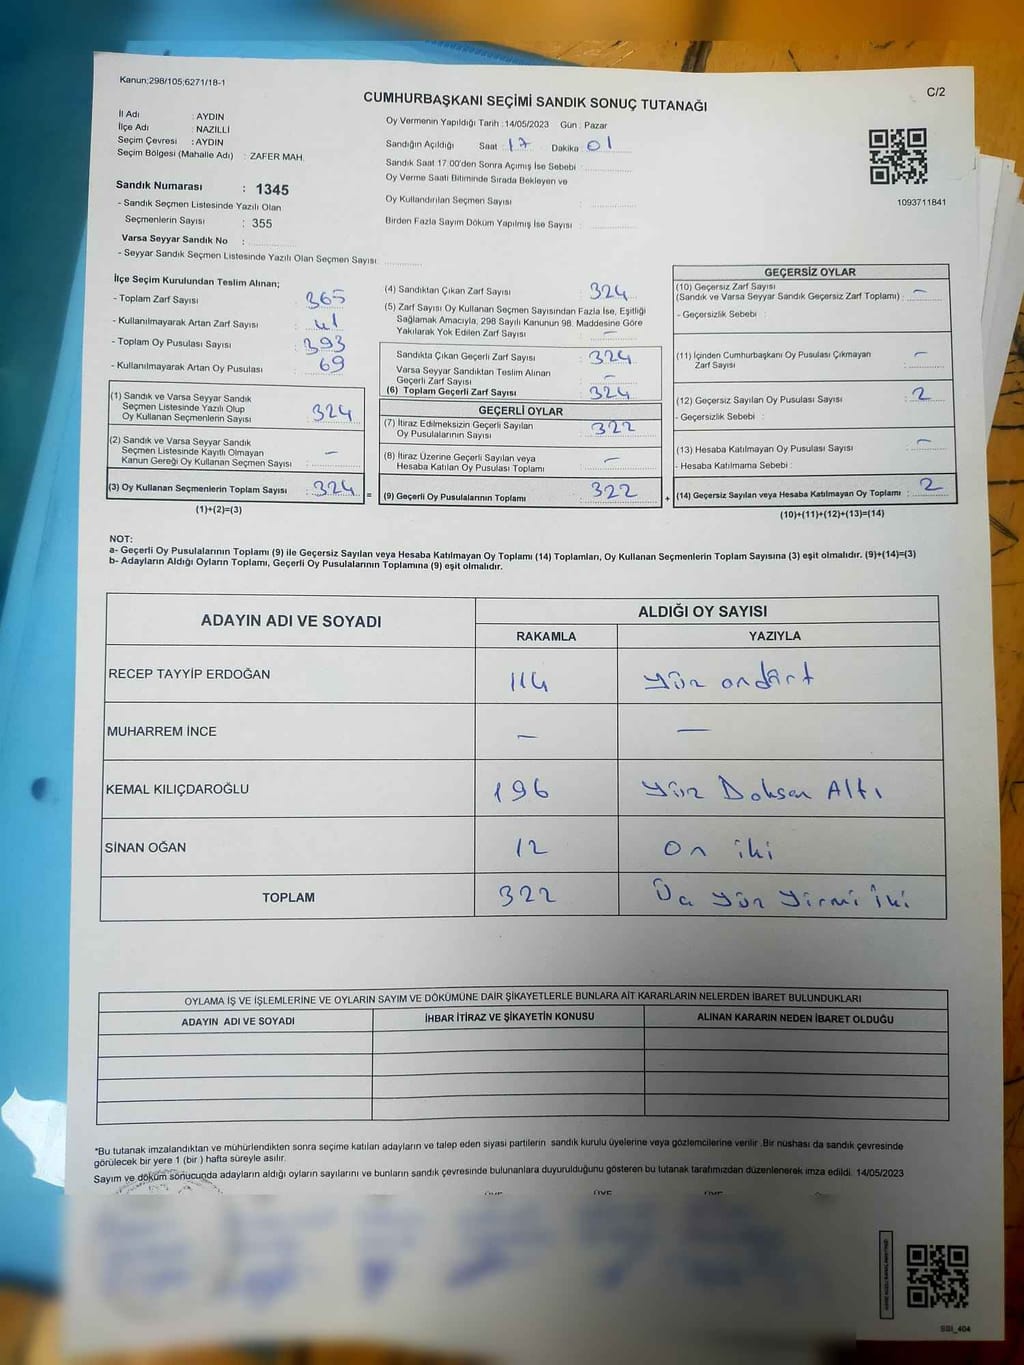 Kanun;298/105;6271/18-1
C/2
CUMHURBAŞKANI SEÇİMİ SANDIK SONUÇ TUTANAĞI
İl Adı : AYDIN
İlçe Adı : NAZİLLİ
Seçim Çevresi : AYDIN
Seçim Bölgesi (Mahalle Adı) : ZAFER MAH.
Sandık Numarası : 1345
- Sandık Seçmen Listesinde Yazılı Olan
Seçmenlerin Sayısı : 355
Varsa Seyyar Sandık No :
- Seyyar Sandık Seçmen Listesinde Yazılı Olan Seçmen Sayısı
Oy Vermenin Yapıldığı Tarih :14/05/2023 Gün : Pazar
Sandığın Açıldığı Saat : 17 Dakika : 01
Sandık Saat 17.00'den Sonra Açımış İse Sebebi :
Oy Verme Saati Bitiminde Sırada Bekleyen ve
Oy Kullandırılan Seçmen Sayısı :
Birden Fazla Sayım Döküm Yapılmış İse Sayısı :
1093711841
İlçe Seçim Kurulundan Teslim Alınan;
- Toplam Zarf Sayısı : 365
- Kullanılmayarak Artan Zarf Sayısı : 41
- Toplam Oy Pusulası Sayısı : 393
- Kullanılmayarak Artan Oy Pusulası : 69
(1) Sandık ve Varsa Seyyar Sandık
Seçmen Listesinde Yazılı Olup
Oy Kullanan Seçmenlerin Sayısı : 324
(2) Sandık ve Varsa Seyyar Sandık
Seçmen Listesinde Kayıtlı Olmayan
Kanun Gereği Oy Kullanan Seçmen Sayısı : –
(3) Oy Kullanan Seçmenlerin Toplam Sayısı : 324 =
(1)+(2)=(3)
(4) Sandıktan Çıkan Zarf Sayısı : 324
(5) Zarf Sayısı Oy Kullanan Seçmen Sayısından Fazla İse, Eşitliği
Sağlamak Amacıyla, 298 Sayılı Kanunun 98. Maddesine Göre
Yakılarak Yok Edilen Zarf Sayısı : –
Sandıkta Çıkan Geçerli Zarf Sayısı : 324
Varsa Seyyar Sandıktan Teslim Alınan
Geçerli Zarf Sayısı : –
(6) Toplam Geçerli Zarf Sayısı : 324
GEÇERLİ OYLAR
(7) İtiraz Edilmeksizin Geçerli Sayılan
Oy Pusulalarının Sayısı : 322
(8) İtiraz Üzerine Geçerli Sayılan veya
Hesaba Katılan Oy Pusulası Toplamı : –
(9) Geçerli Oy Pusulalarının Toplamı : 322 +
GEÇERSİZ OYLAR
(10) Geçersiz Zarf Sayısı
(Sandık ve Varsa Seyyar Sandık Geçersiz Zarf Toplamı) : –
- Geçersizlik Sebebi :
(11) İçinden Cumhurbaşkanı Oy Pusulası Çıkmayan
Zarf Sayısı : –
(12) Geçersiz Sayılan Oy Pusulası Sayısı : 2
- Geçersizlik Sebebi :
(13) Hesaba Katılmayan Oy Pusulası Sayısı : –
- Hesaba Katılmama Sebebi :
(14) Geçersiz Sayılan veya Hesaba Katılmayan Oy Toplamı : 2
(10)+(11)+(12)+(13)=(14)
NOT:
a- Geçerli Oy Pusulalarının Toplamı (9) ile Geçersiz Sayılan veya Hesaba Katılmayan Oy Toplamı (14) Toplamları, Oy Kullanan Seçmenlerin Toplam Sayısına (3) eşit olmalıdır. (9)+(14)=(3)
b- Adayların Aldığı Oyların Toplamı, Geçerli Oy Pusulalarının Toplamına (9) eşit olmalıdır.
ADAYIN ADI VE SOYADI ALDIĞI OY SAYISI
RAKAMLA YAZIYLA
RECEP TAYYİP ERDOĞAN 114 Yüz ondört
MUHARREM İNCE – –
KEMAL KILIÇDAROĞLU 196 Yüz Doksan Altı
SİNAN OĞAN 12 On iki
TOPLAM 322 Üç Yüz Yirmi İki
OYLAMA İŞ VE İŞLEMLERİNE VE OYLARIN SAYIM VE DÖKÜMÜNE DAİR ŞİKAYETLERLE BUNLARA AİT KARARLARIN NELERDEN İBARET BULUNDUKLARI
ADAYIN ADI VE SOYADI İHBAR İTİRAZ VE ŞİKAYETİN KONUSU ALINAN KARARIN NEDEN İBARET OLDUĞU
*Bu tutanak imzalandıktan ve mühürlendikten sonra seçime katılan adayların ve talep eden siyasi partilerin sandık kurulu üyelerine veya gözlemcilerine verilir .Bir nüshası da sandık çevresinde
görülecek bir yere 1 (bir ) hafta süreyle asılır.
Sayım ve döküm sonucunda adayların aldığı oyların sayılarını ve bunların sandık çevresinde bulunanlara duyurulduğunu gösteren bu tutanak tarafımızdan düzenlenerek imza edildi. 14/05/2023
SSI_404